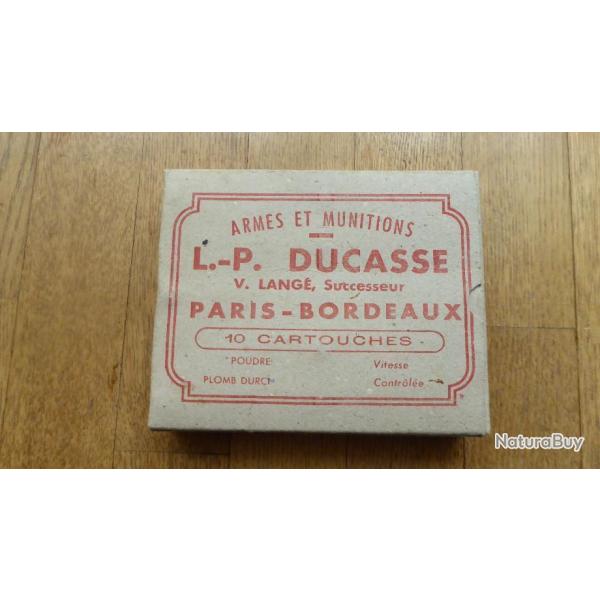 ARMES ET MUNITIONS
L.-P. DUCASSE
V. LANGÉ, Successeur
PARIS - BORDEAUX
10 CARTOUCHES
POUDRE Vitesse
PLOMB DURCI Contrôlée
NaturaBuy